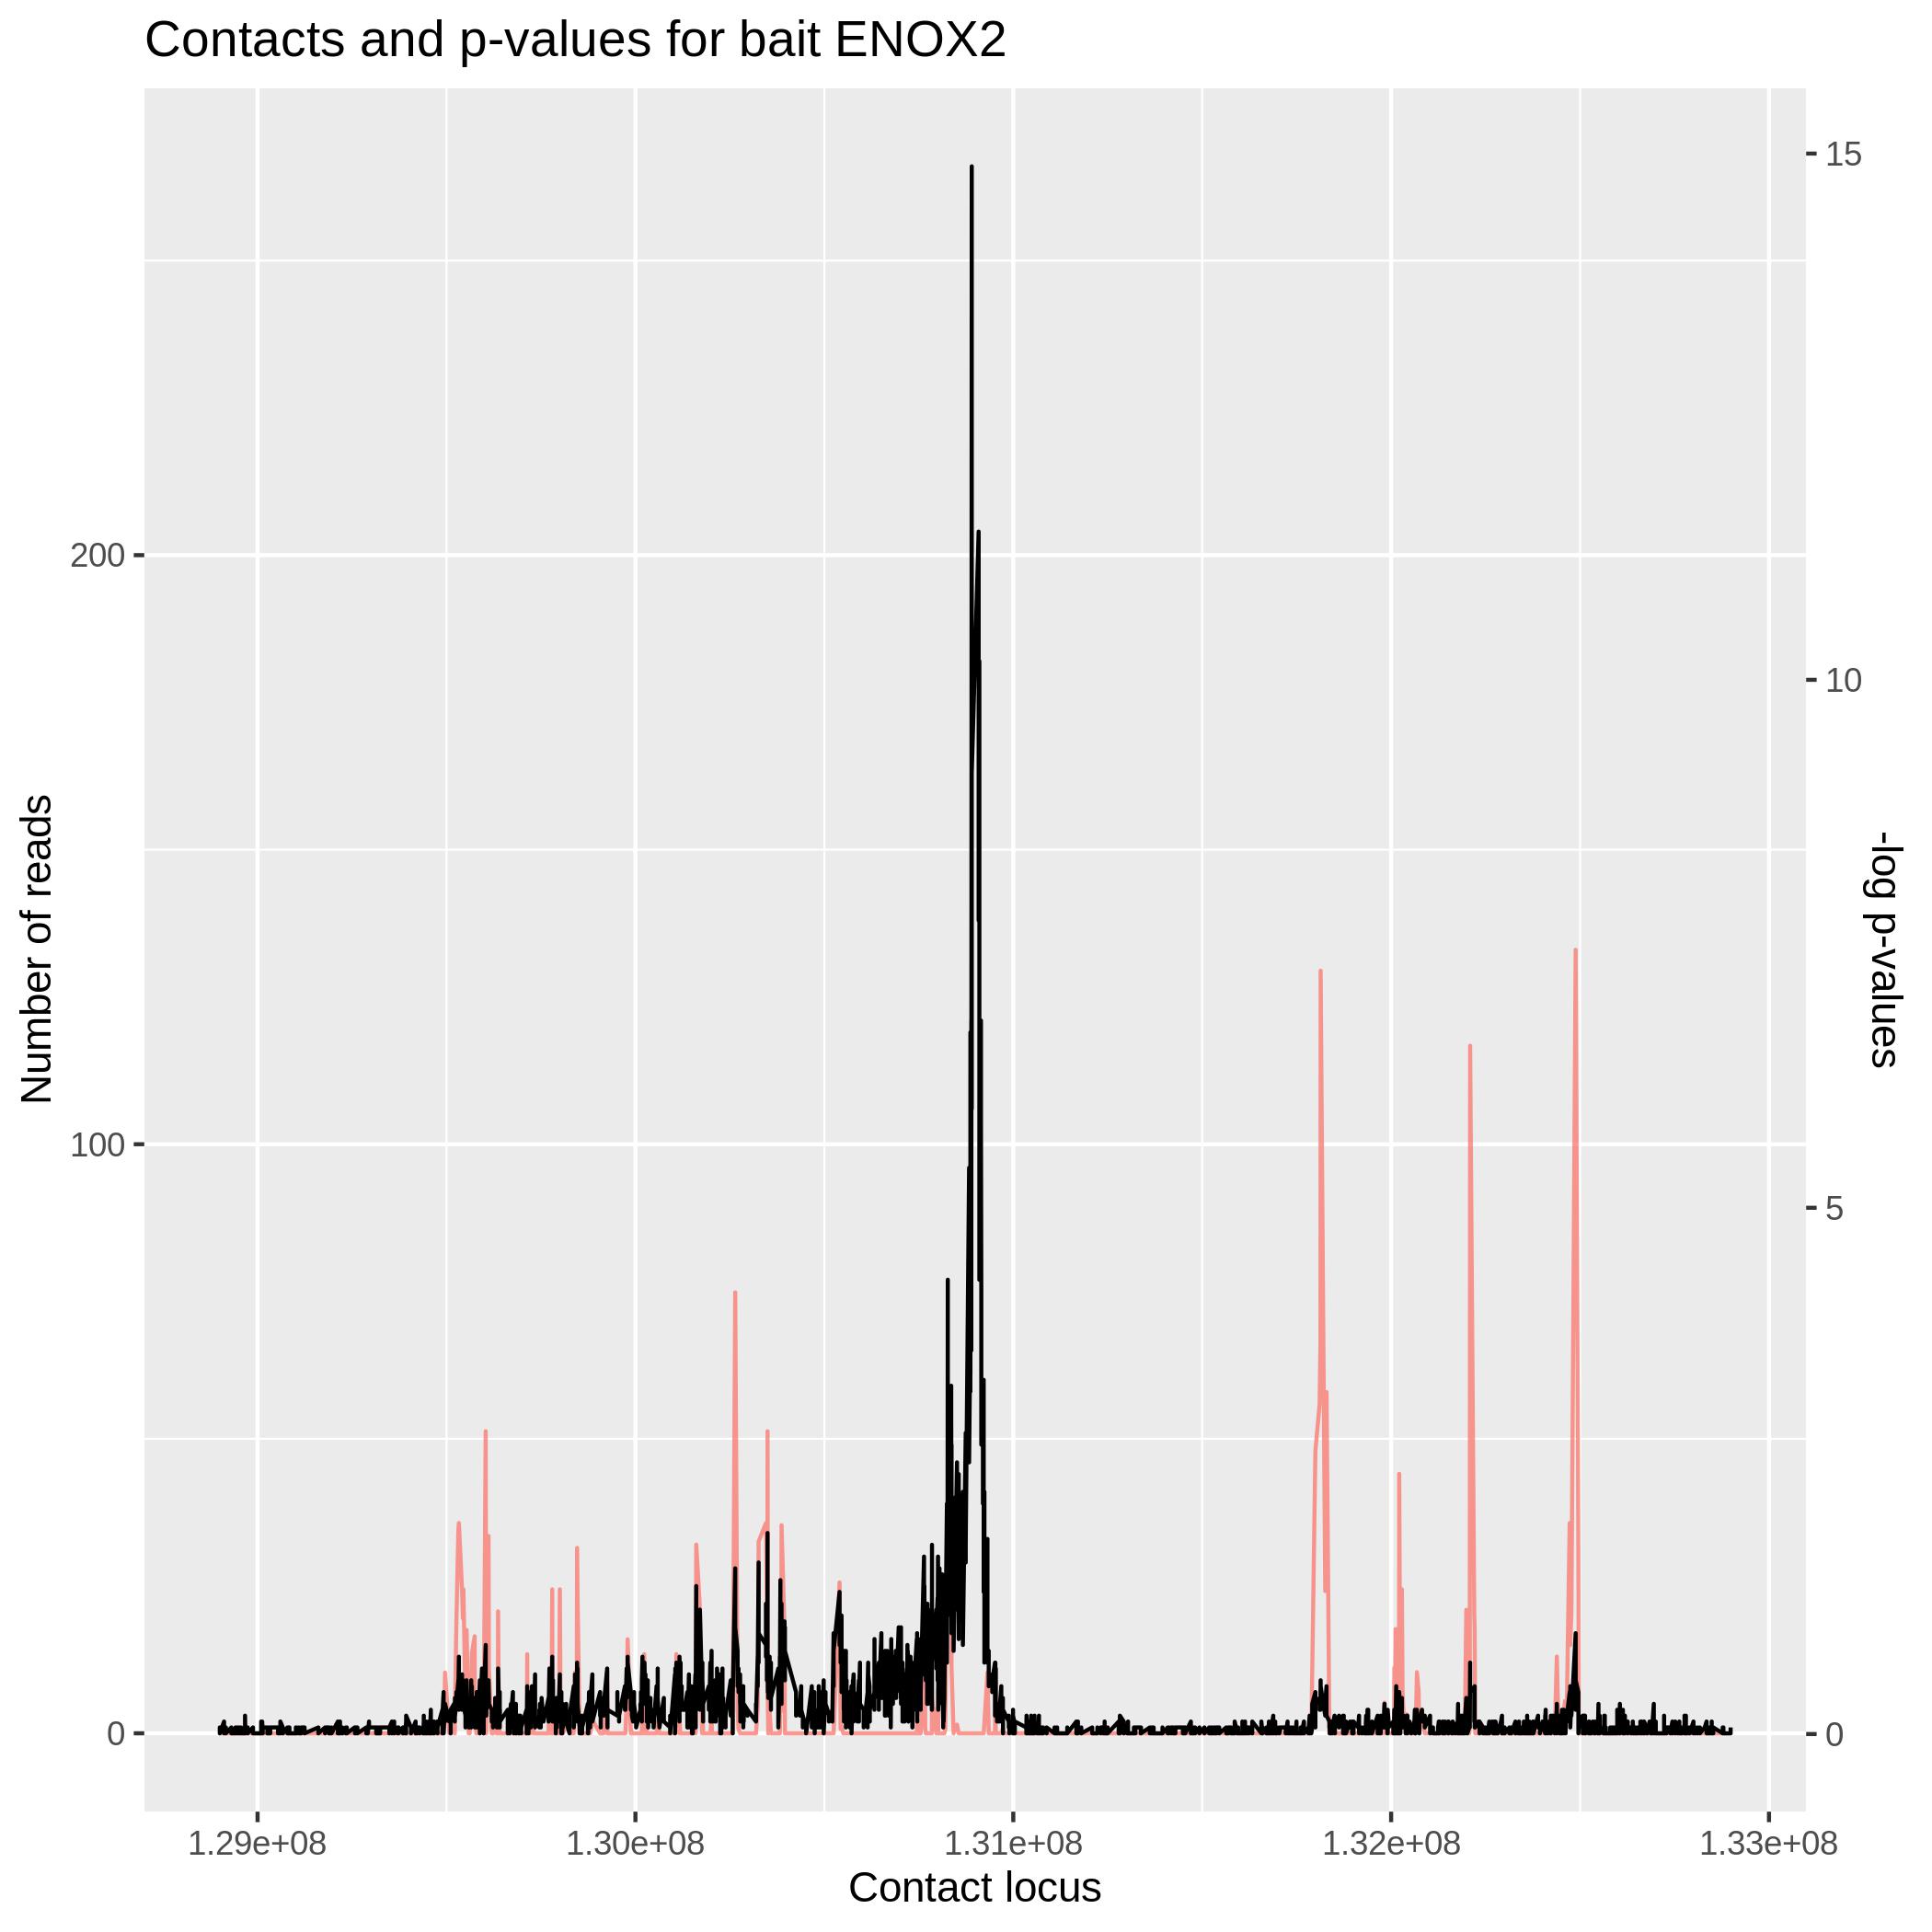 Contacts and p-values for bait ENOX2
15
200
10
Number of reads
-log p-values
100
5
0
0
1.29e+08
1.30e+08
1.31e+08
1.32e+08
1.33e+08
Contact locus